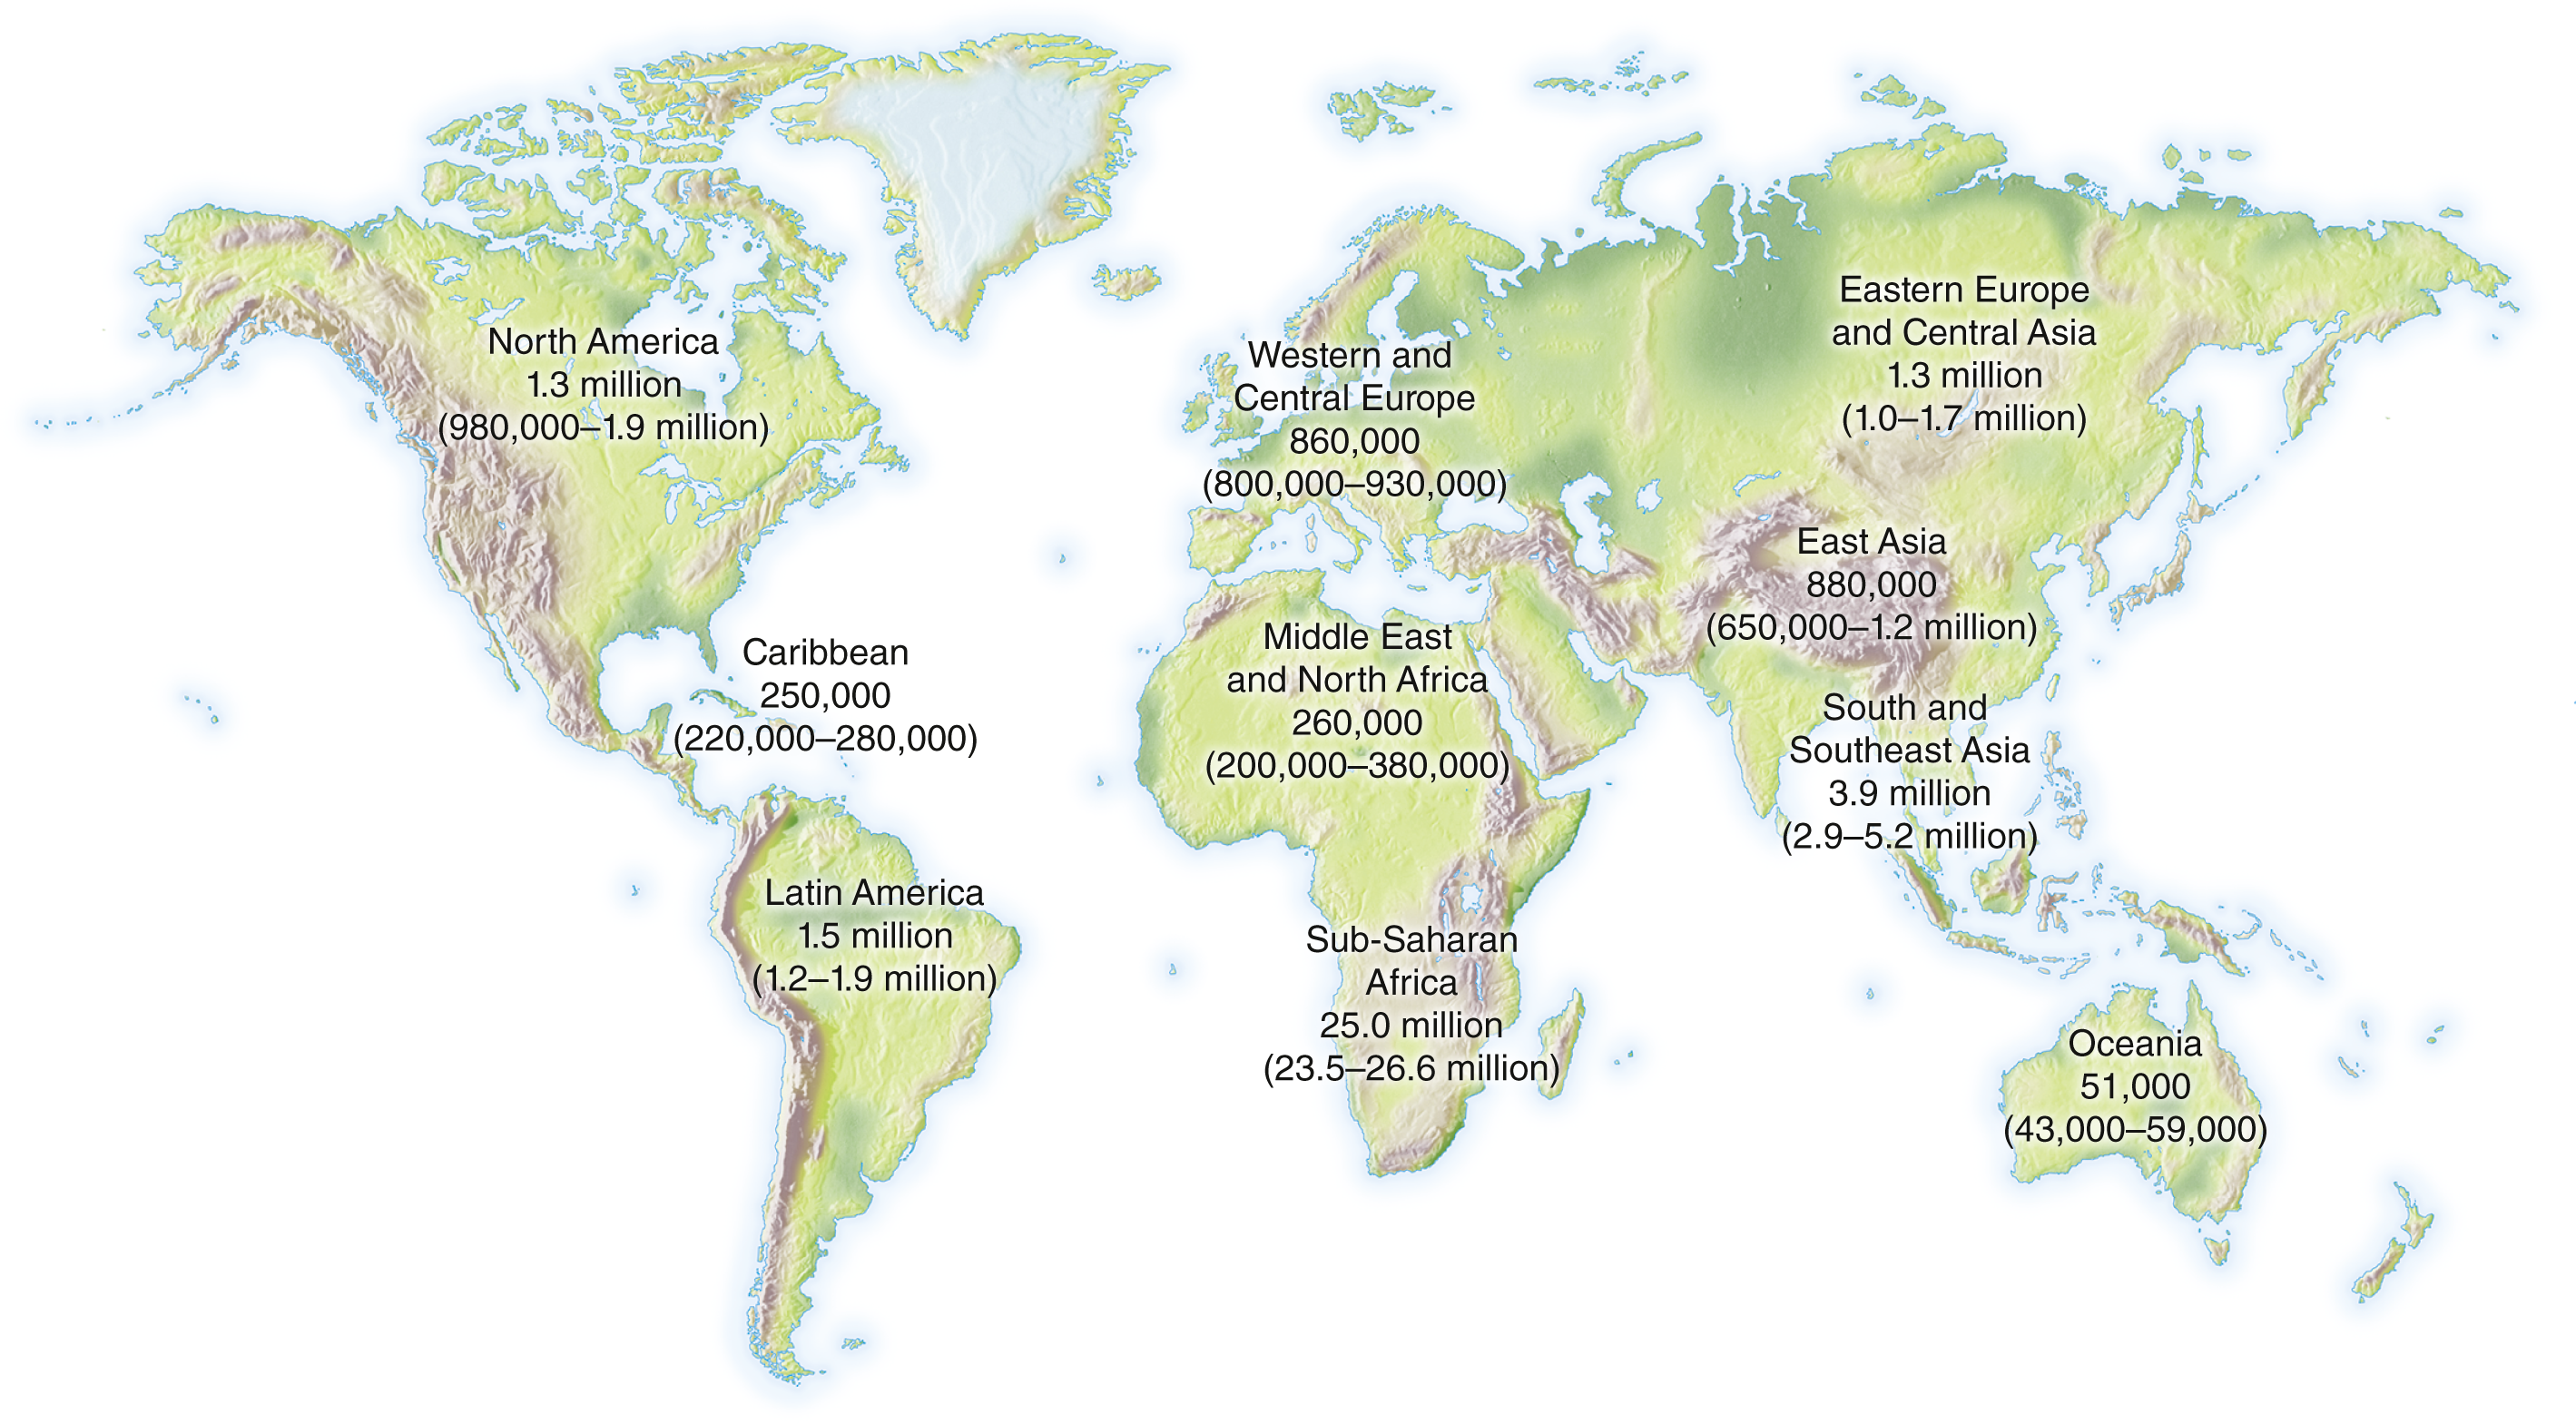 North America
1.3 million
(980,000–1.9 million)
Caribbean
250,000
(220,000–280,000)
Latin America
1.5 million
(1.2–1.9 million)
Western and
Central Europe
860,000
(800,000–930,000)
Middle East
and North Africa
260,000
(200,000–380,000)
Sub-Saharan
Africa
25.0 million
(23.5–26.6 million)
Eastern Europe
and Central Asia
1.3 million
(1.0–1.7 million)
East Asia
880,000
(650,000–1.2 million)
South and
Southeast Asia
3.9 million
(2.9–5.2 million)
Oceania
51,000
(43,000–59,000)